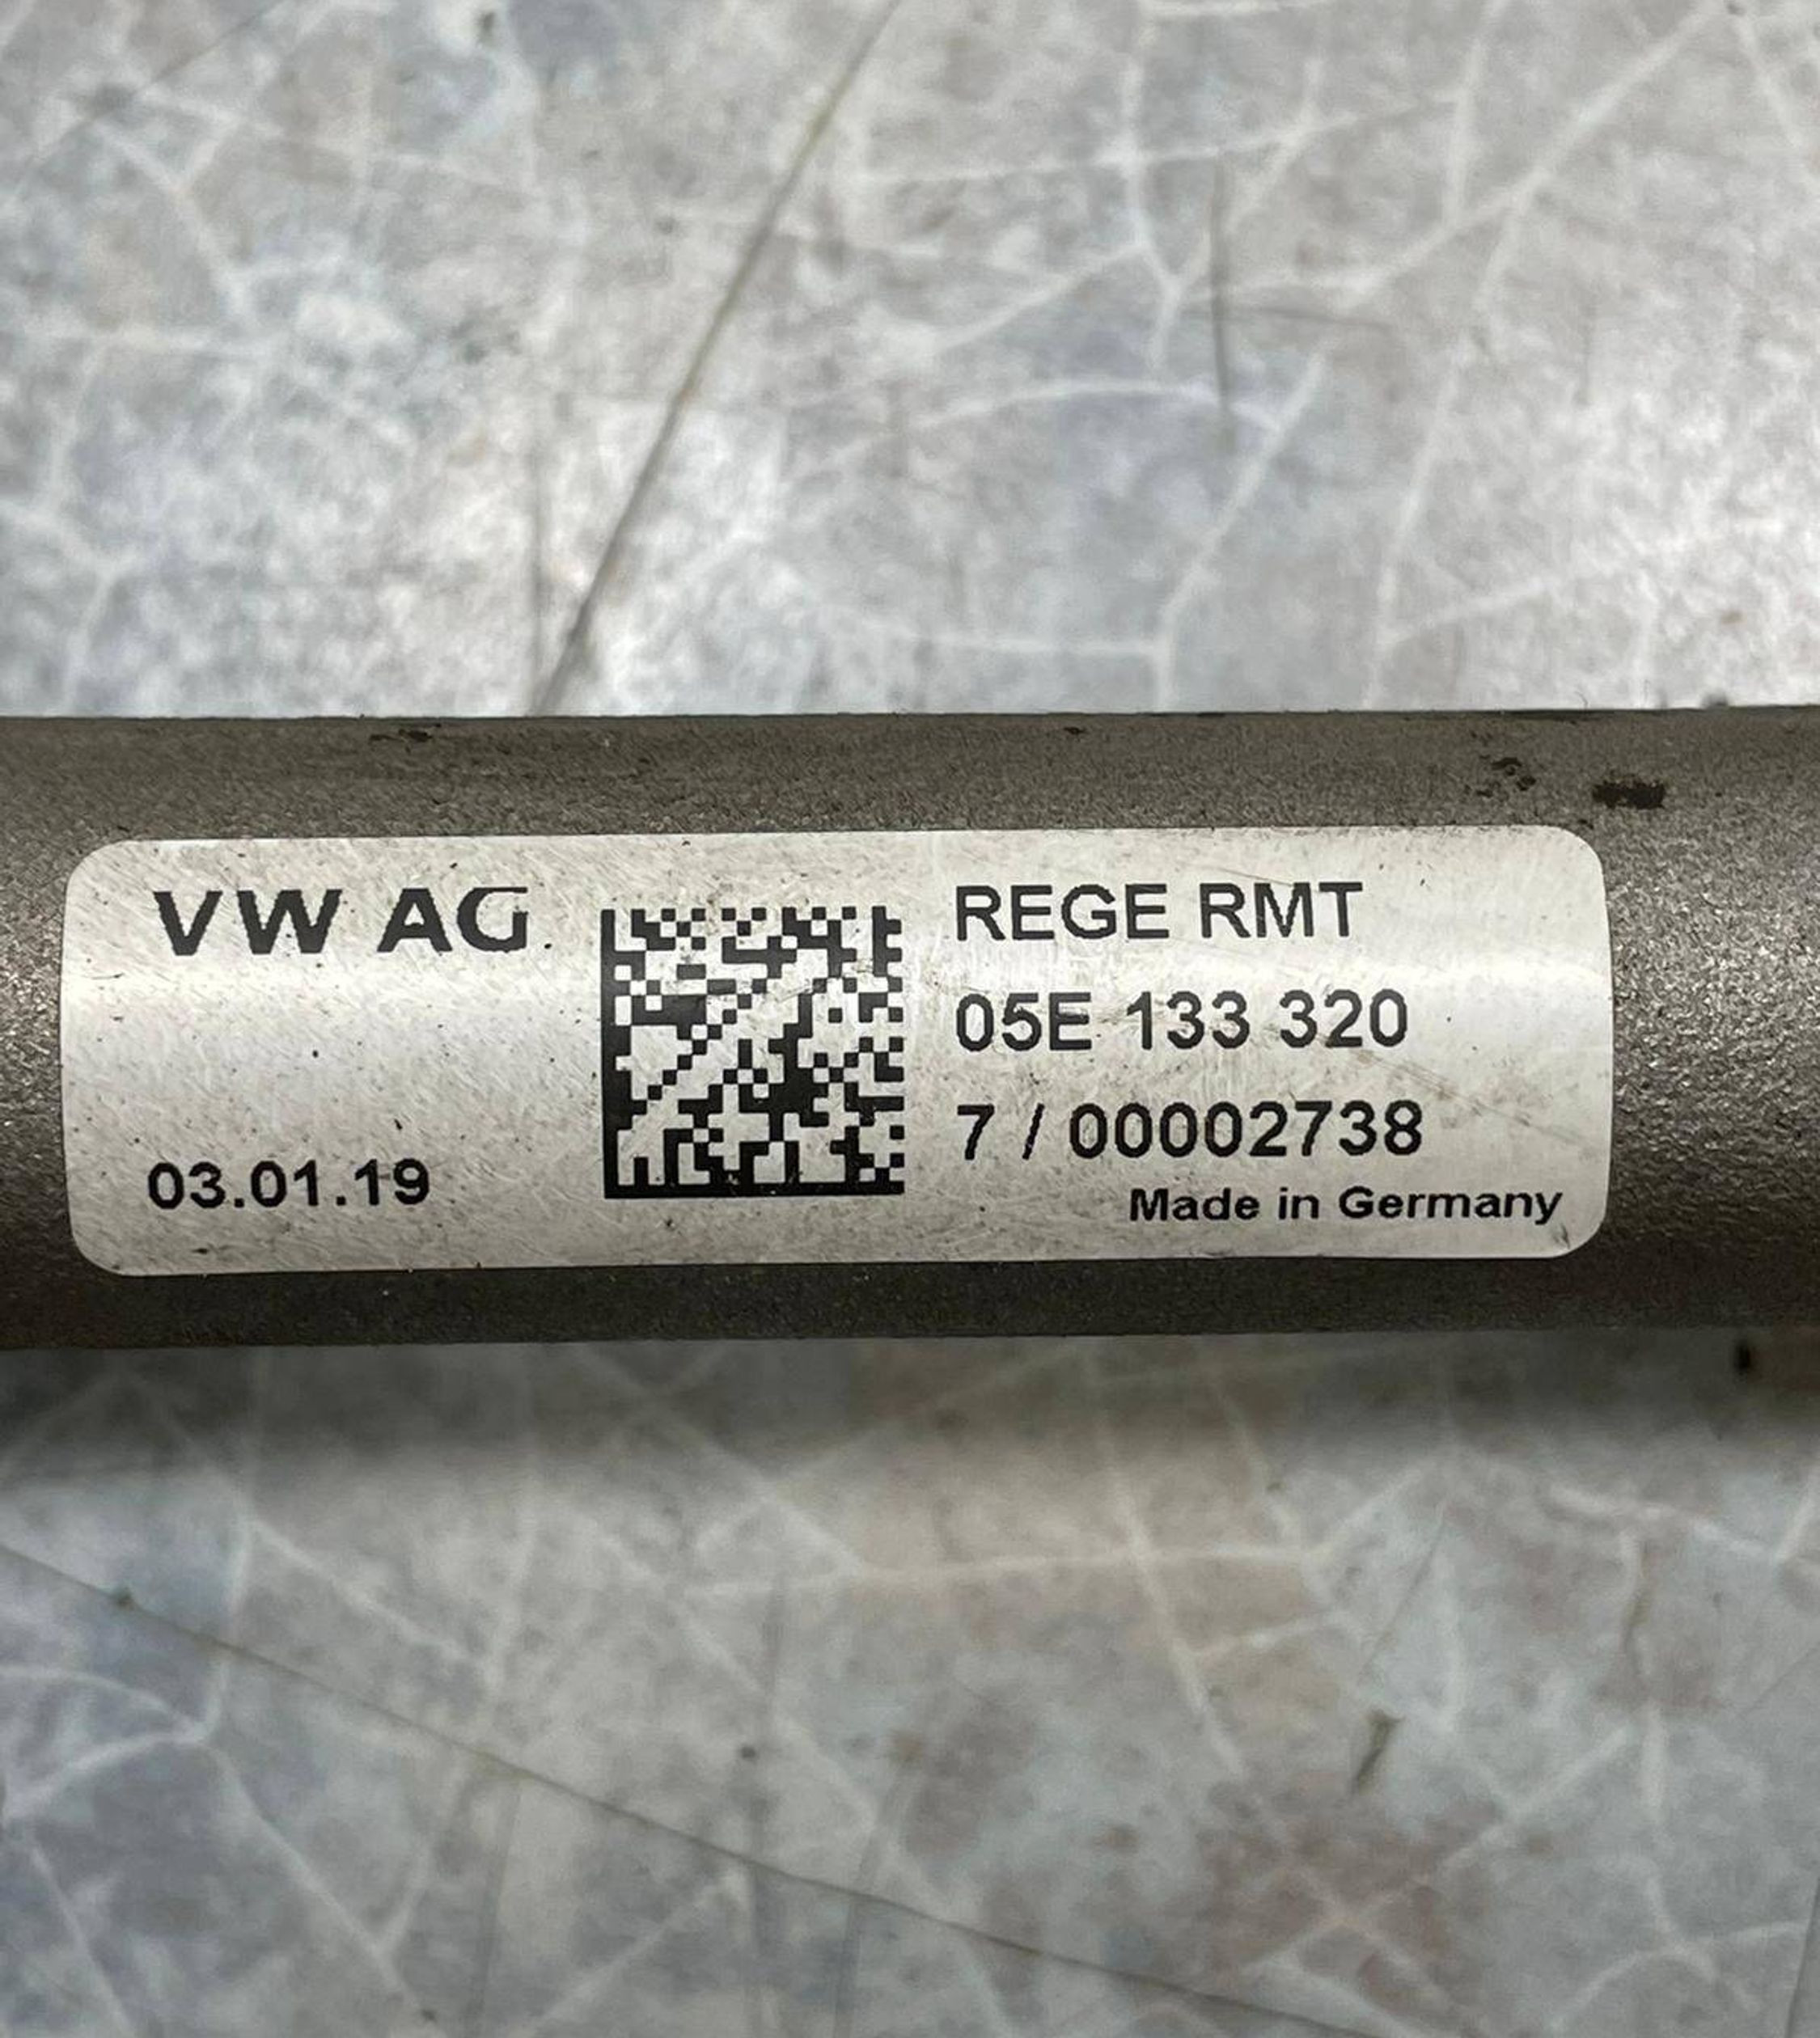 VW AG
03.01.19
REGE RMT
05E 133 320
7 / 00002738
Made in Germany